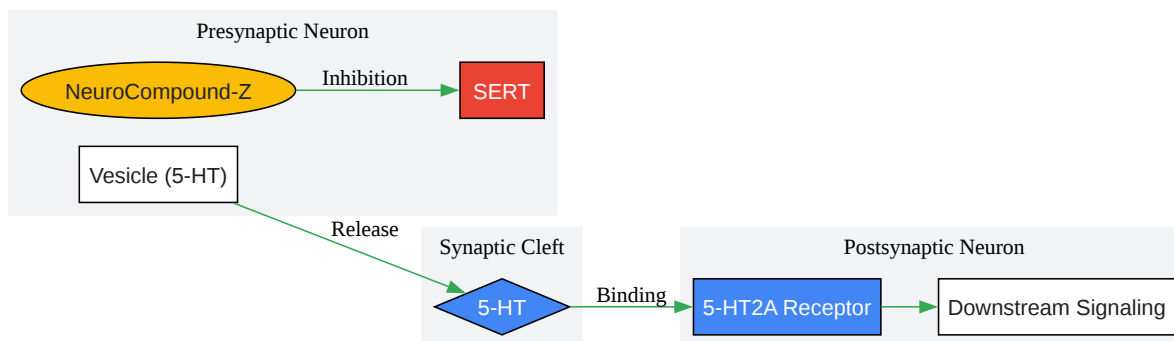 Presynaptic Neuron
NeuroCompound-Z
Inhibition
SERT
Vesicle (5-HT)
Release
Synaptic Cleft
5-HT
Binding
Postsynaptic Neuron
5-HT2A Receptor
Downstream Signaling